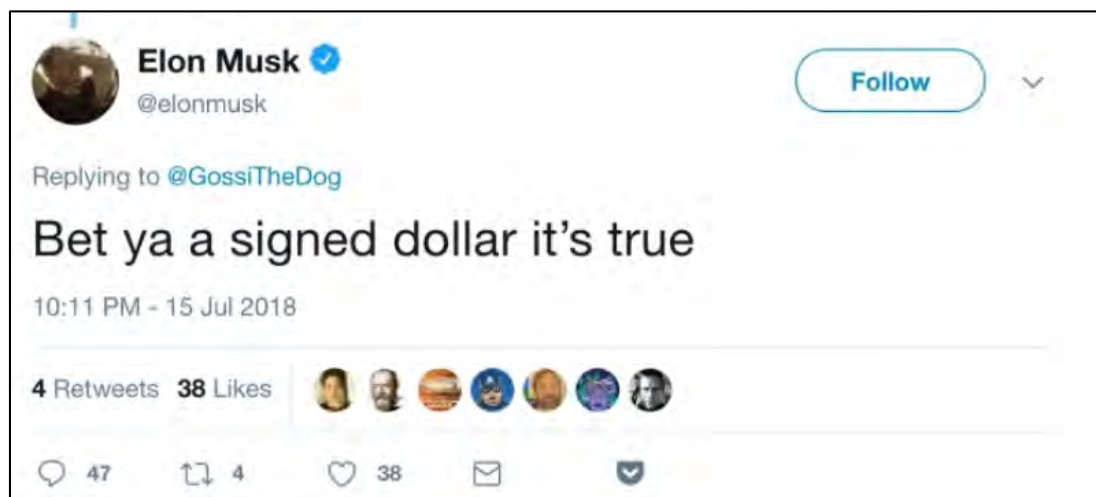 Elon Musk
Follow
@elonmusk
Replying to @GossiTheDog
Bet ya a signed dollar it’s true
10:11 PM - 15 Jul 2018
4 Retweets 38 Likes
47 4 38